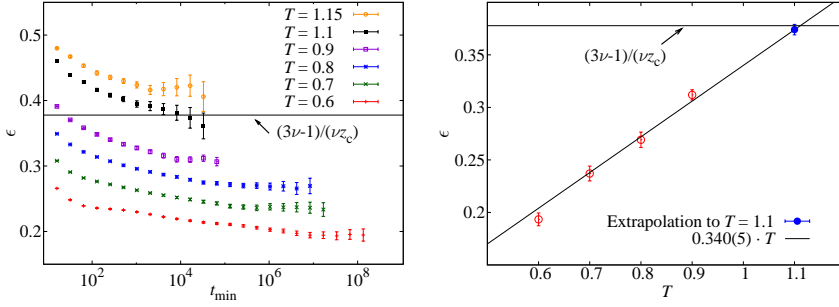 T = 1.15
T = 1.1
T = 0.9
T = 0.8
T = 0.7
T = 0.6
0.5
0.4
0.3
0.2
ϵ
(3ν-1)/(νz_c)
10^2 10^4 10^6 10^8
t_min
0.35
0.3
0.25
0.2
ϵ
(3ν-1)/(νz_c)
Extrapolation to T = 1.1
0.340(5) · T
0.6 0.7 0.8 0.9 1 1.1
T